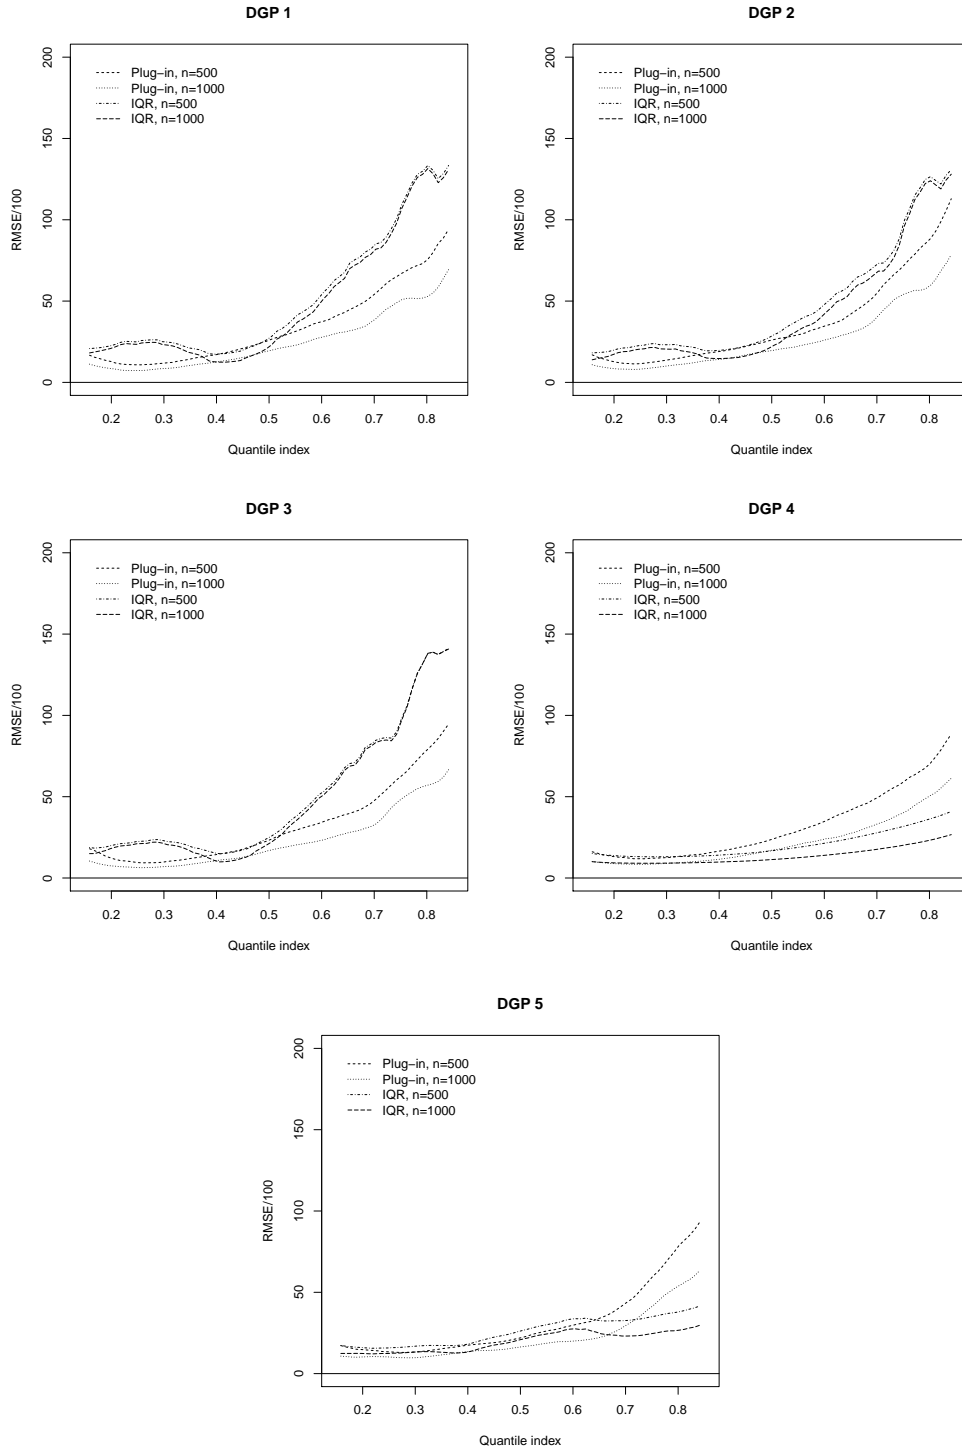 DGP 1
200
150
100
50
0
RMSE/100
Plug−in, n=500
Plug−in, n=1000
IQR, n=500
IQR, n=1000
0.2 0.3 0.4 0.5 0.6 0.7 0.8
Quantile index
DGP 2
200
150
100
50
0
RMSE/100
Plug−in, n=500
Plug−in, n=1000
IQR, n=500
IQR, n=1000
0.2 0.3 0.4 0.5 0.6 0.7 0.8
Quantile index
DGP 3
200
150
100
50
0
RMSE/100
Plug−in, n=500
Plug−in, n=1000
IQR, n=500
IQR, n=1000
0.2 0.3 0.4 0.5 0.6 0.7 0.8
Quantile index
DGP 4
200
150
100
50
0
RMSE/100
Plug−in, n=500
Plug−in, n=1000
IQR, n=500
IQR, n=1000
0.2 0.3 0.4 0.5 0.6 0.7 0.8
Quantile index
DGP 5
200
150
100
50
0
RMSE/100
Plug−in, n=500
Plug−in, n=1000
IQR, n=500
IQR, n=1000
0.2 0.3 0.4 0.5 0.6 0.7 0.8
Quantile index